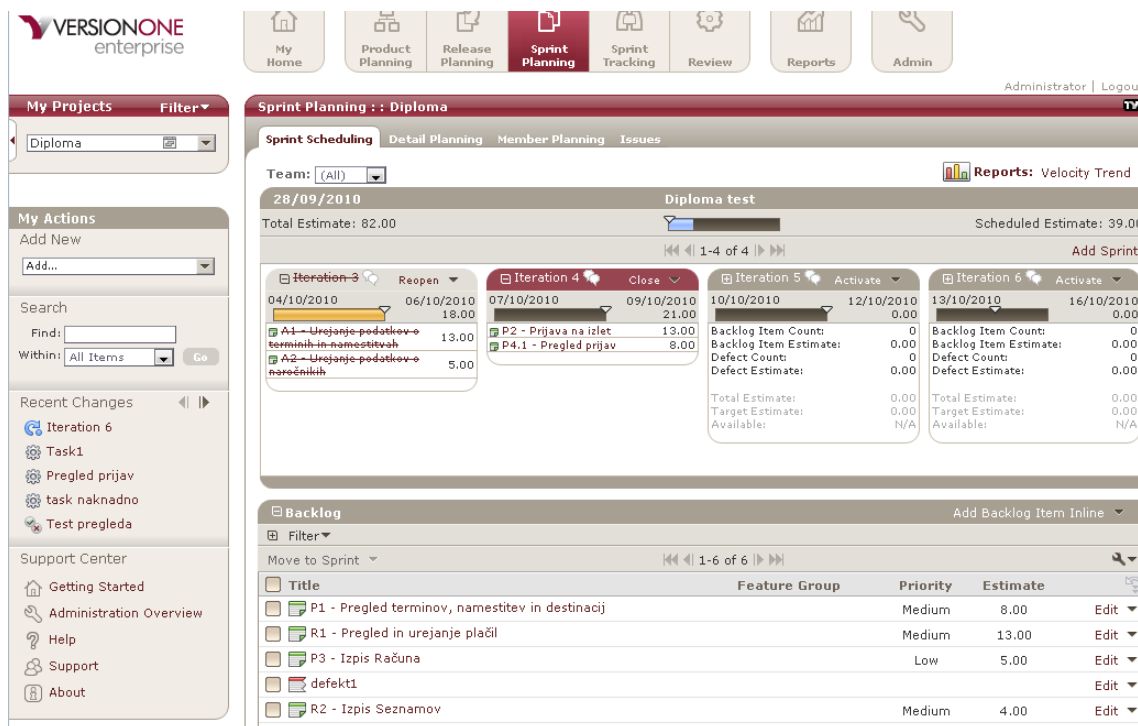 VERSIONONE
enterprise
My Home
Product Planning
Release Planning
Sprint Planning
Sprint Tracking
Review
Reports
Admin
Administrator | Logou
My Projects Filter
Diploma
Sprint Planning :: Diploma
Sprint Scheduling Detail Planning Member Planning Issues
Team: (All)
Reports: Velocity Trend
28/09/2010 Diploma test
Total Estimate: 82.00 Scheduled Estimate: 39.00
1-4 of 4 Add Sprint
My Actions
Add New
Add...
Search
Find:
Within: All Items Go
Recent Changes
Iteration 6
Task1
Pregled prijav
task naknadno
Test pregleda
Support Center
Getting Started
Administration Overview
Help
Support
About
Iteration 3 Reopen
04/10/2010 06/10/2010
18.00
A1 - Urejanje podatkov o terminih in namestitvah 13.00
A2 - Urejanje podatkov o naročnikih 5.00
Iteration 4 Close
07/10/2010 09/10/2010
21.00
P2 - Prijava na izlet 13.00
P4.1 - Pregled prijav 8.00
Iteration 5 Activate
10/10/2010 12/10/2010
0.00
Backlog Item Count: 0
Backlog Item Estimate: 0.00
Defect Count: 0
Defect Estimate: 0.00
Total Estimate: 0.00
Target Estimate: 0.00
Available: N/A
Iteration 6 Activate
13/10/2010 16/10/2010
0.00
Backlog Item Count: 0
Backlog Item Estimate: 0.00
Defect Count: 0
Defect Estimate: 0.00
Total Estimate: 0.00
Target Estimate: 0.00
Available: N/A
Backlog Add Backlog Item Inline
Filter
Move to Sprint 1-6 of 6
Title Feature Group Priority Estimate
P1 - Pregled terminov, namestitev in destinacij Medium 8.00 Edit
R1 - Pregled in urejanje plačil Medium 13.00 Edit
P3 - Izpis Računa Low 5.00 Edit
defekt1 Edit
R2 - Izpis Seznamov Medium 4.00 Edit